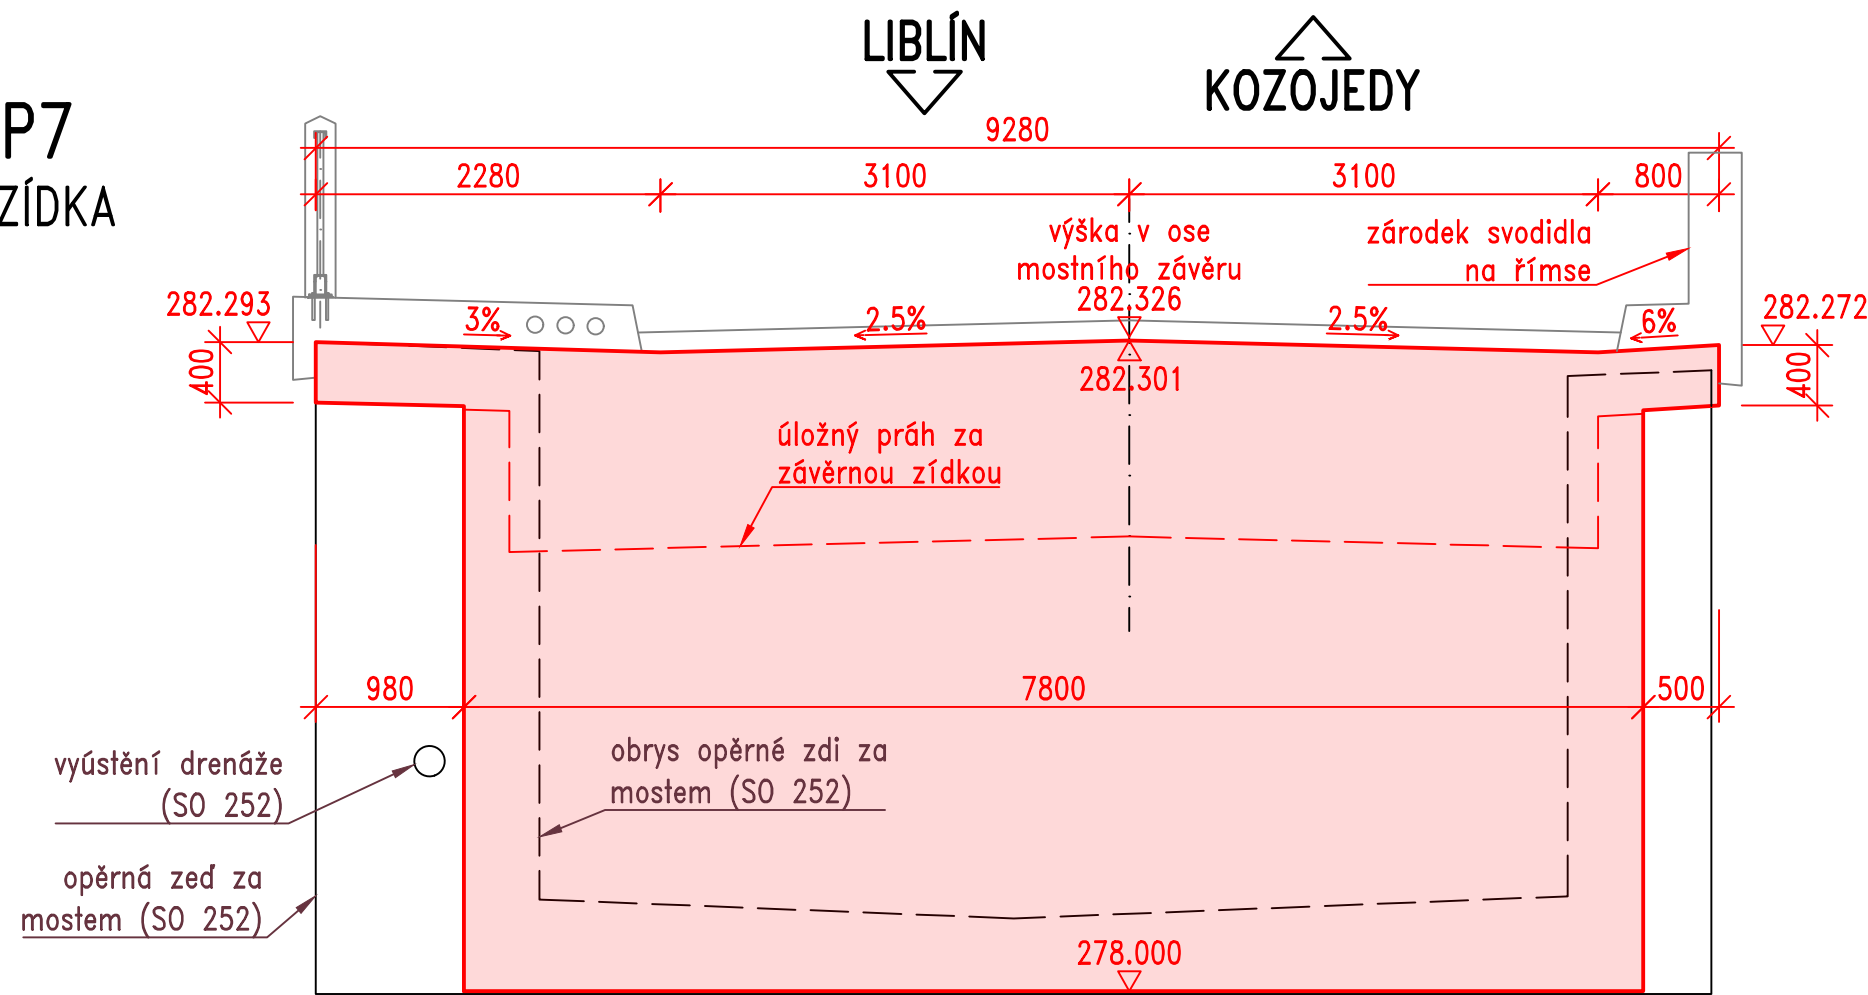 LIBLÍN
KOZOJEDY
P7
ZÍDKA
9280
2280
3100
3100
800
výška v ose
mostního závěru
282.326
zárodek svodidla
na římse
282.293
282.272
3%
2.5%
2.5%
6%
400
400
282.301
úložný práh za
závěrnou zídkou
980
7800
500
vyústění drenáže
(SO 252)
obrys opěrné zdi za
mostem (SO 252)
opěrná zeď za
mostem (SO 252)
278.000